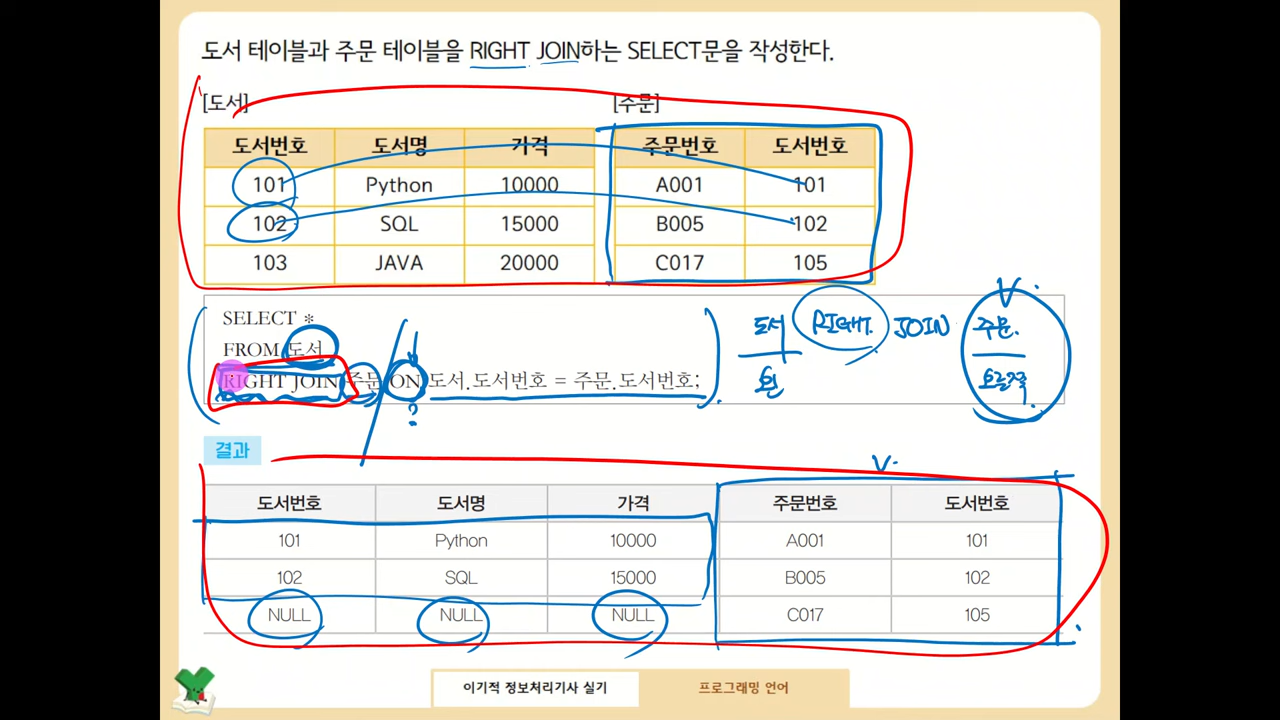 도서 테이블과 주문 테이블을 RIGHT JOIN하는 SELECT문을 작성한다.
[도서]
[주문]
도서번호 도서명 가격 주문번호 도서번호
101 Python 10000 A001 101
102 SQL 15000 B005 102
103 JAVA 20000 C017 105
SELECT *
FROM 도서
RIGHT JOIN 주문 ON 도서.도서번호 = 주문.도서번호;
도서 RIGHT JOIN 주문.
왼 오른쪽
?
결과
도서번호 도서명 가격 주문번호 도서번호
101 Python 10000 A001 101
102 SQL 15000 B005 102
NULL NULL NULL C017 105
이기적 정보처리기사 실기 프로그래밍 언어